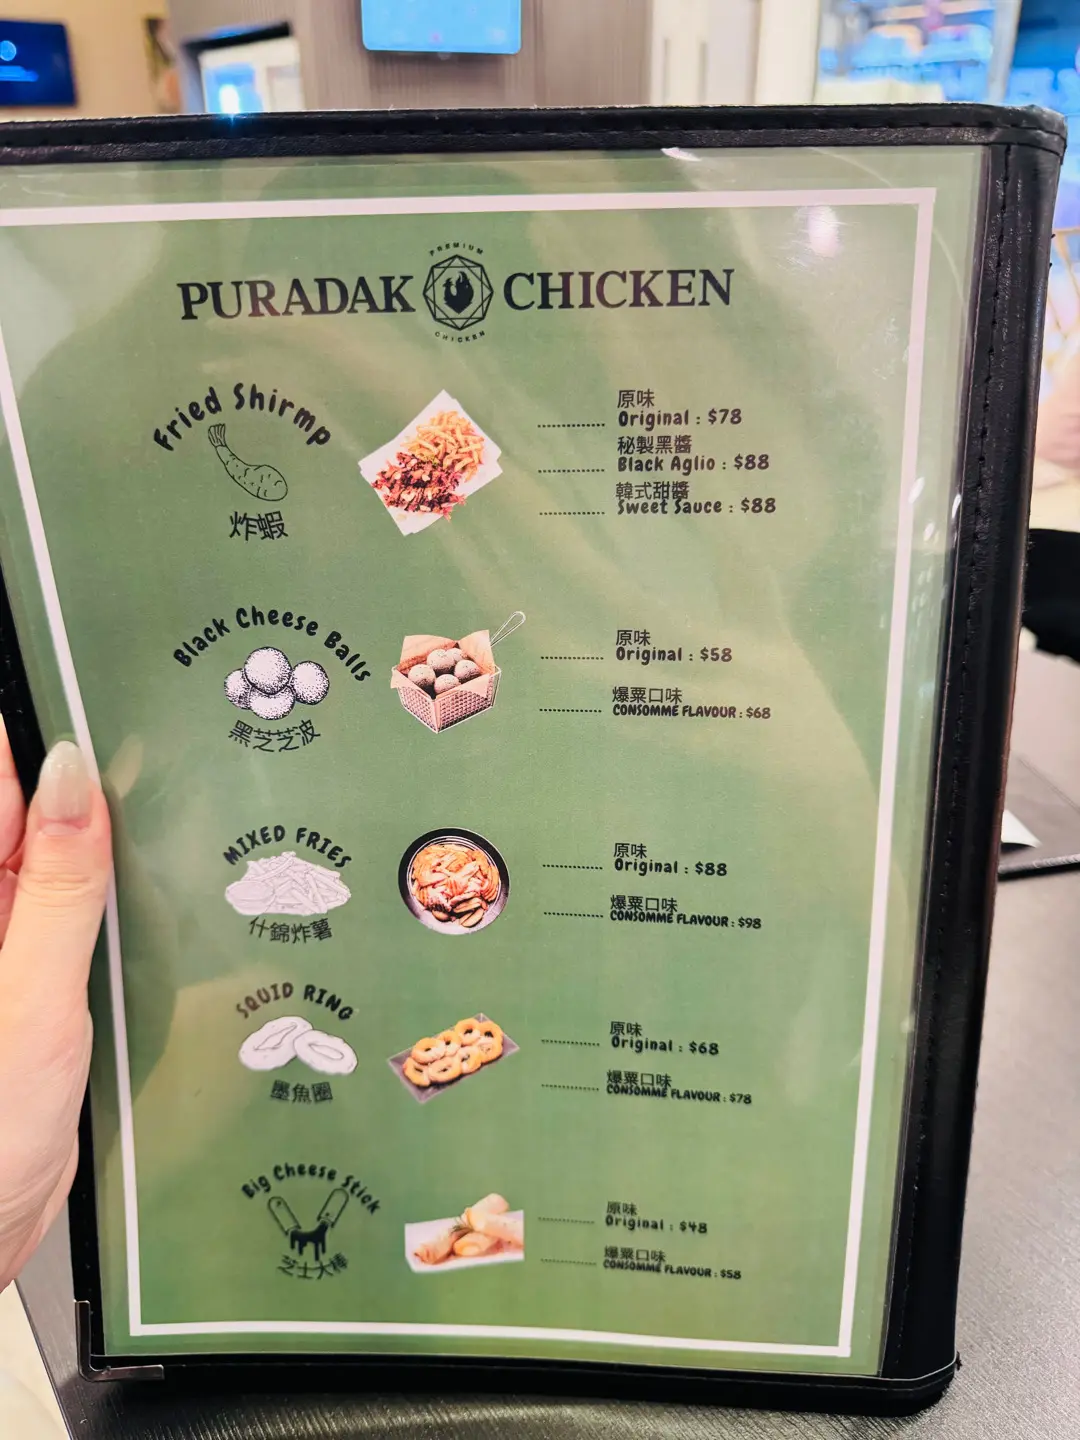 PREMIUM
PURADAK CHICKEN
CHICKEN
Fried Shirmp
炸蝦
原味
Original : $78
秘製黑醬
Black Aglio : $88
韓式甜醬
Sweet Sauce : $88
Black Cheese Balls
黑芝芝波
原味
Original : $58
爆粟口味
CONSOMMÉ FLAVOUR : $68
MIXED FRIES
什錦炸薯
原味
Original : $88
爆粟口味
CONSOMMÉ FLAVOUR : $98
SQUID RING
墨魚圈
原味
Original : $68
爆粟口味
CONSOMMÉ FLAVOUR : $78
Big Cheese Stick
芝士大棒
原味
Original : $48
爆粟口味
CONSOMMÉ FLAVOUR : $58